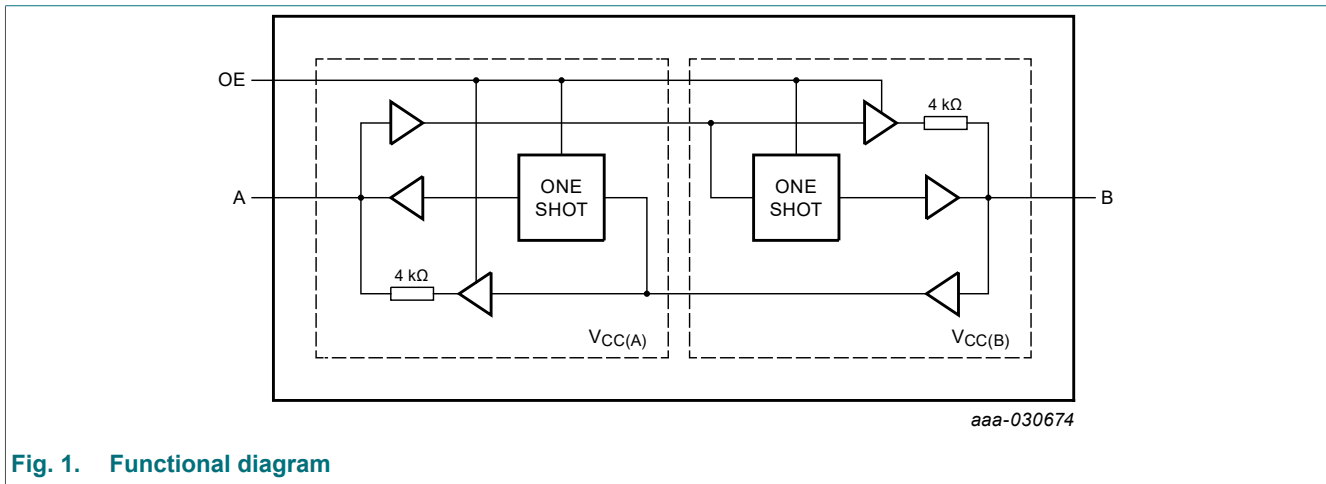 OE
4 kΩ
A
ONE
SHOT
ONE
SHOT
B
4 kΩ
VCC(A)
VCC(B)
aaa-030674
Fig. 1. Functional diagram